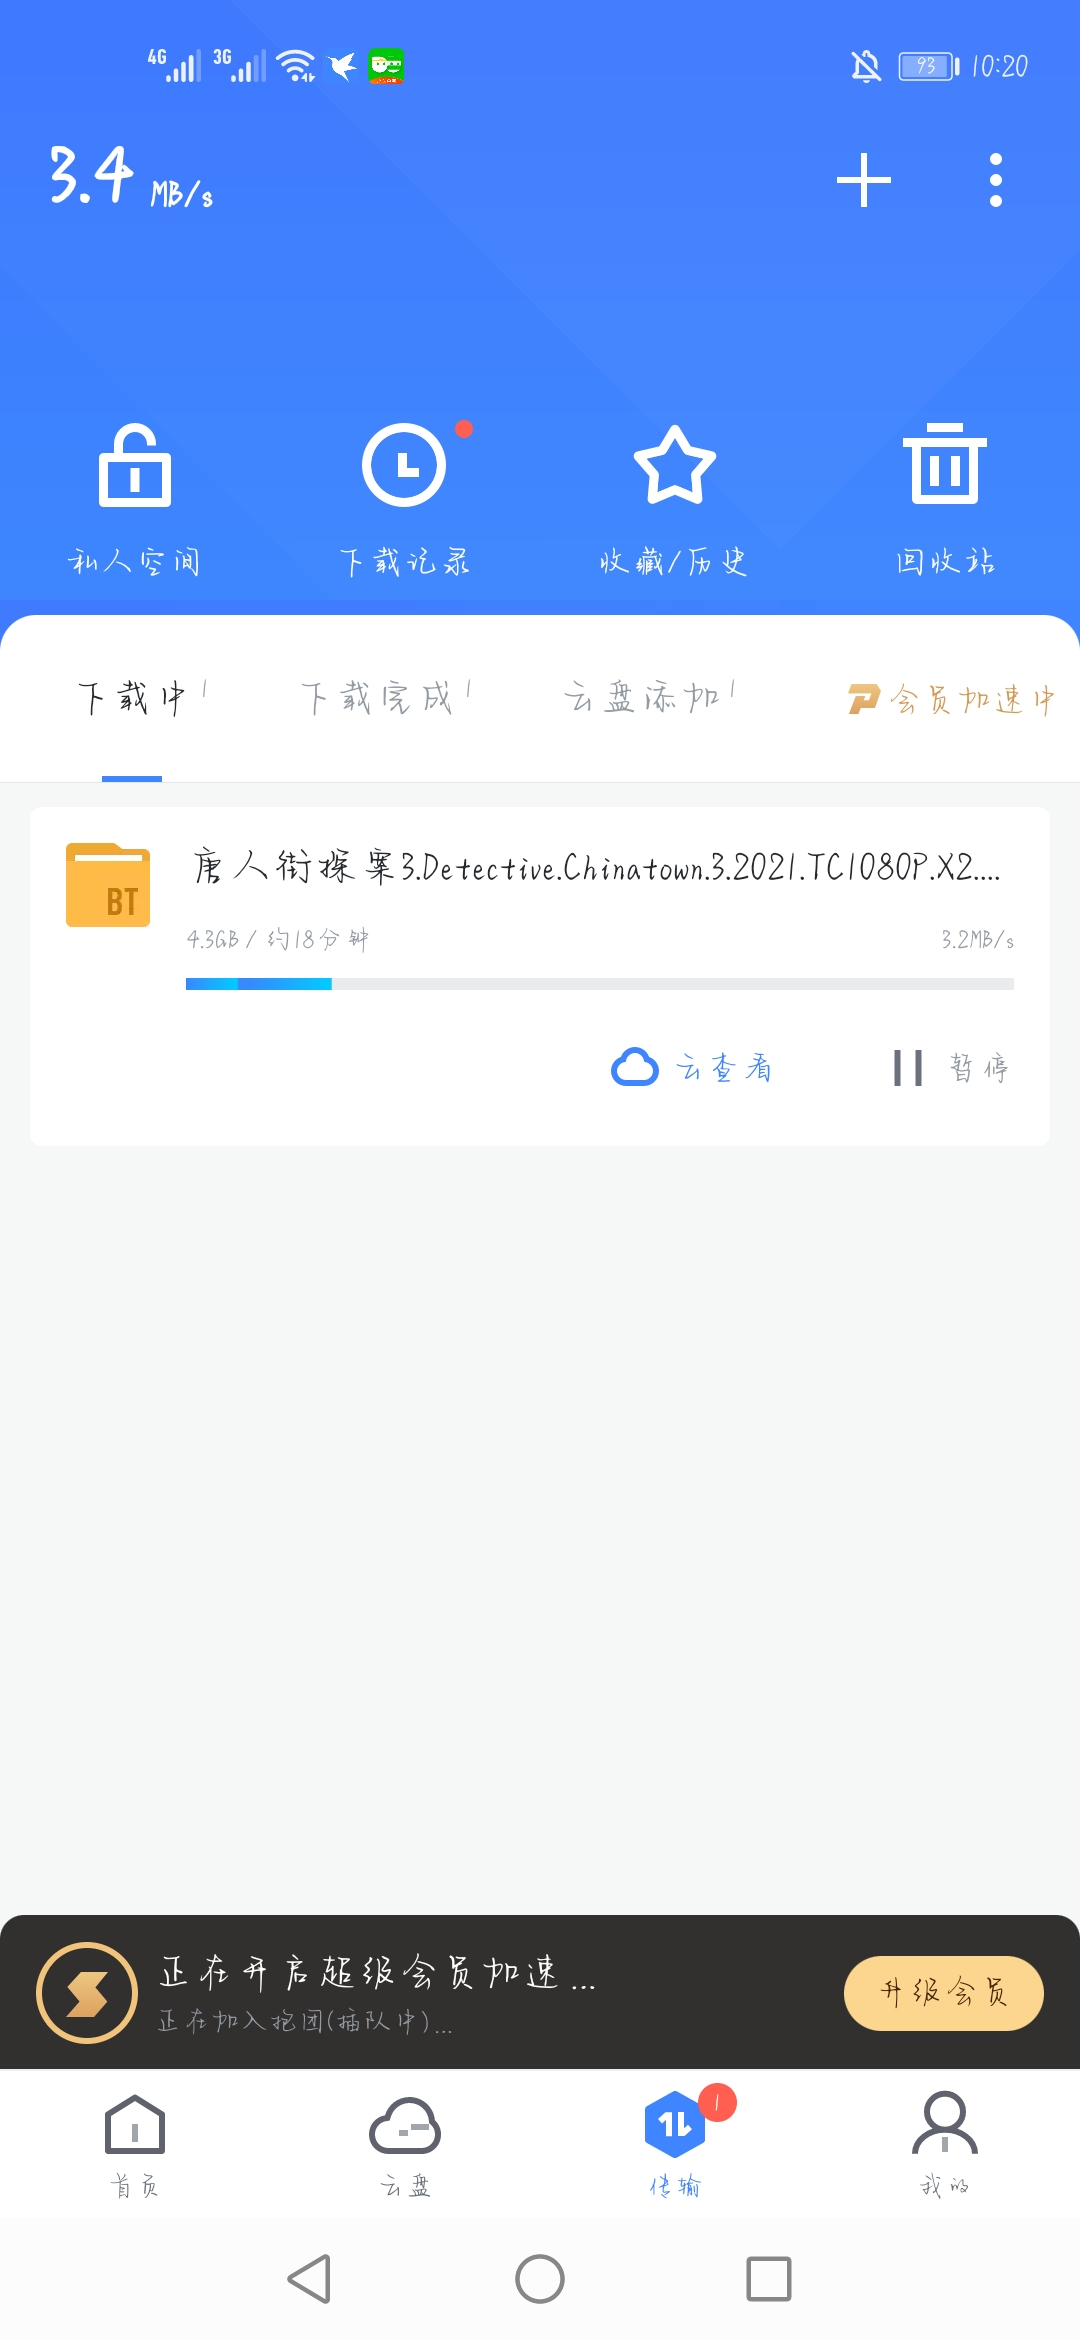 4G 3G 93 10:20
3.4 MB/s
私人空间 下载记录 收藏/历史 回收站
下载中 1 下载完成 1 云盘添加 1 会员加速中
唐人街探案3.Detective.Chinatown.3.2021.TC1080P.X2....
BT
4.3GB / 约18分钟 3.2MB/s
云查看 暂停
正在开启超级会员加速...
正在加入抱团(插队中)...
升级会员
1
首页 云盘 传输 我的